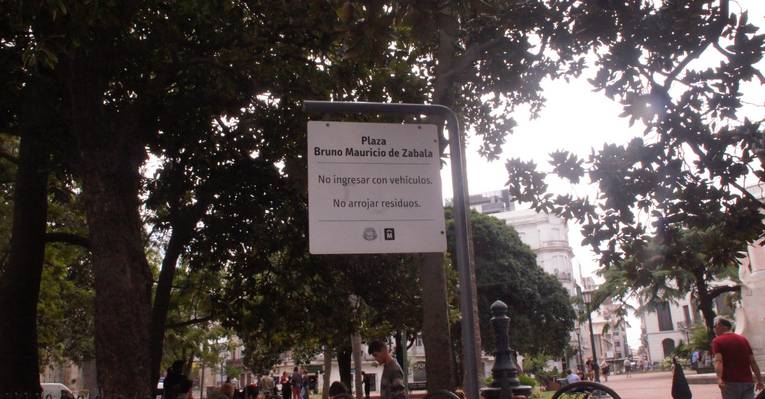 Plaza
Bruno Mauricio de Zabala
No ingresar con vehículos.
No arrojar residuos.
M